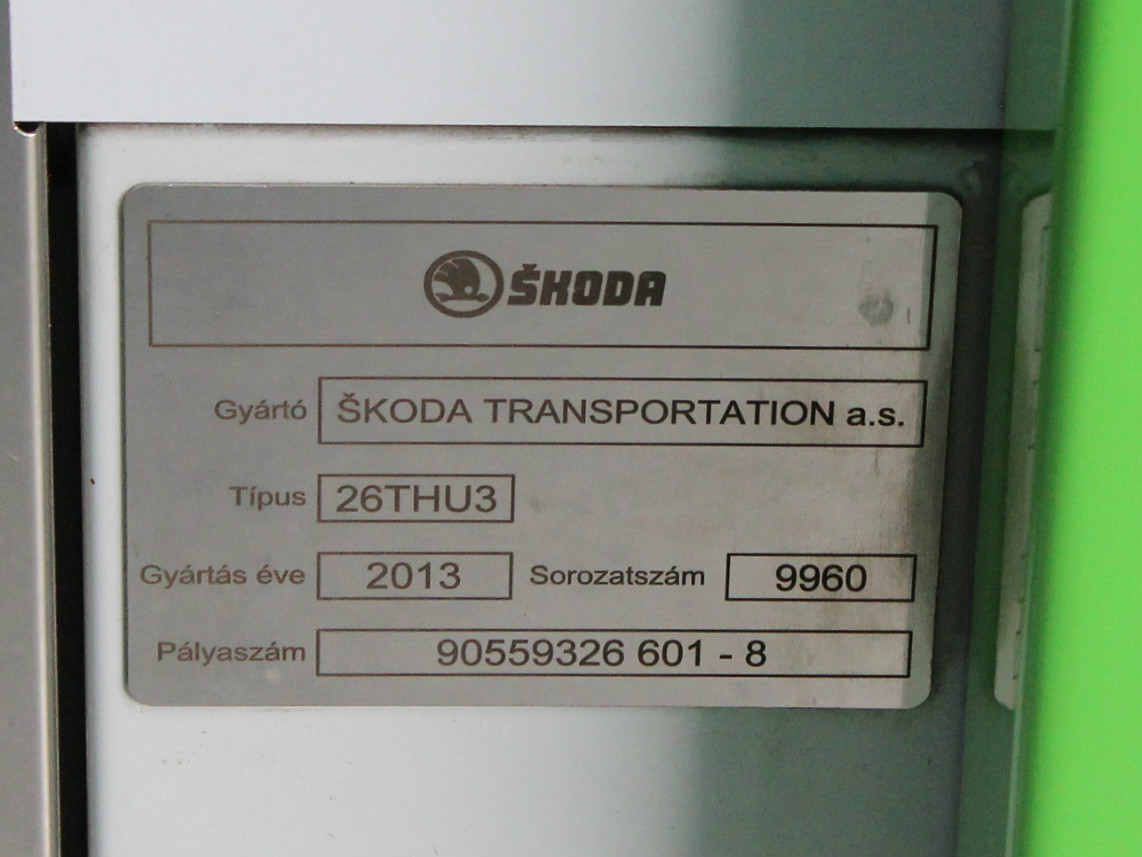 ŠKODA
Gyártó ŠKODA TRANSPORTATION a.s.
Típus 26THU3
Gyártás éve 2013 Sorozatszám 9960
Pályaszám 90559326 601 - 8